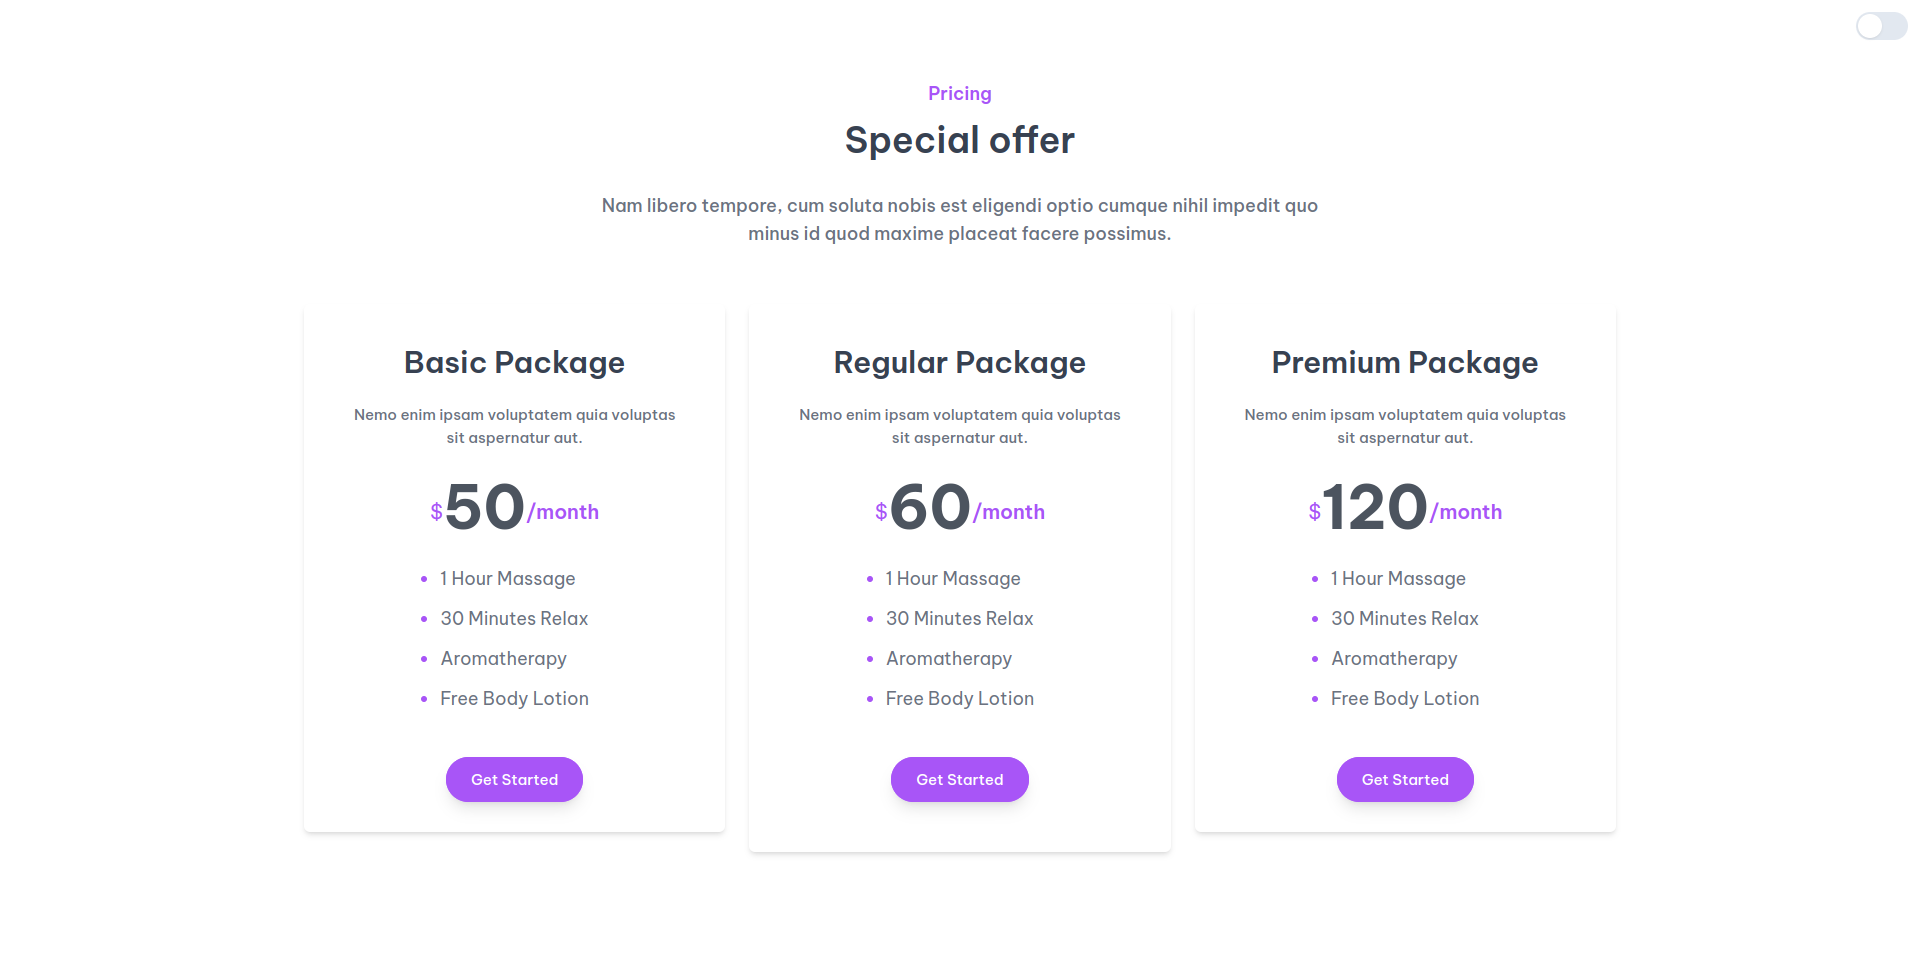 Pricing
Special offer
Nam libero tempore, cum soluta nobis est eligendi optio cumque nihil impedit quo
minus id quod maxime placeat facere possimus.
Basic Package
Nemo enim ipsam voluptatem quia voluptas
sit aspernatur aut.
$50/month
• 1 Hour Massage
• 30 Minutes Relax
• Aromatherapy
• Free Body Lotion
Get Started
Regular Package
Nemo enim ipsam voluptatem quia voluptas
sit aspernatur aut.
$60/month
• 1 Hour Massage
• 30 Minutes Relax
• Aromatherapy
• Free Body Lotion
Get Started
Premium Package
Nemo enim ipsam voluptatem quia voluptas
sit aspernatur aut.
$120/month
• 1 Hour Massage
• 30 Minutes Relax
• Aromatherapy
• Free Body Lotion
Get Started